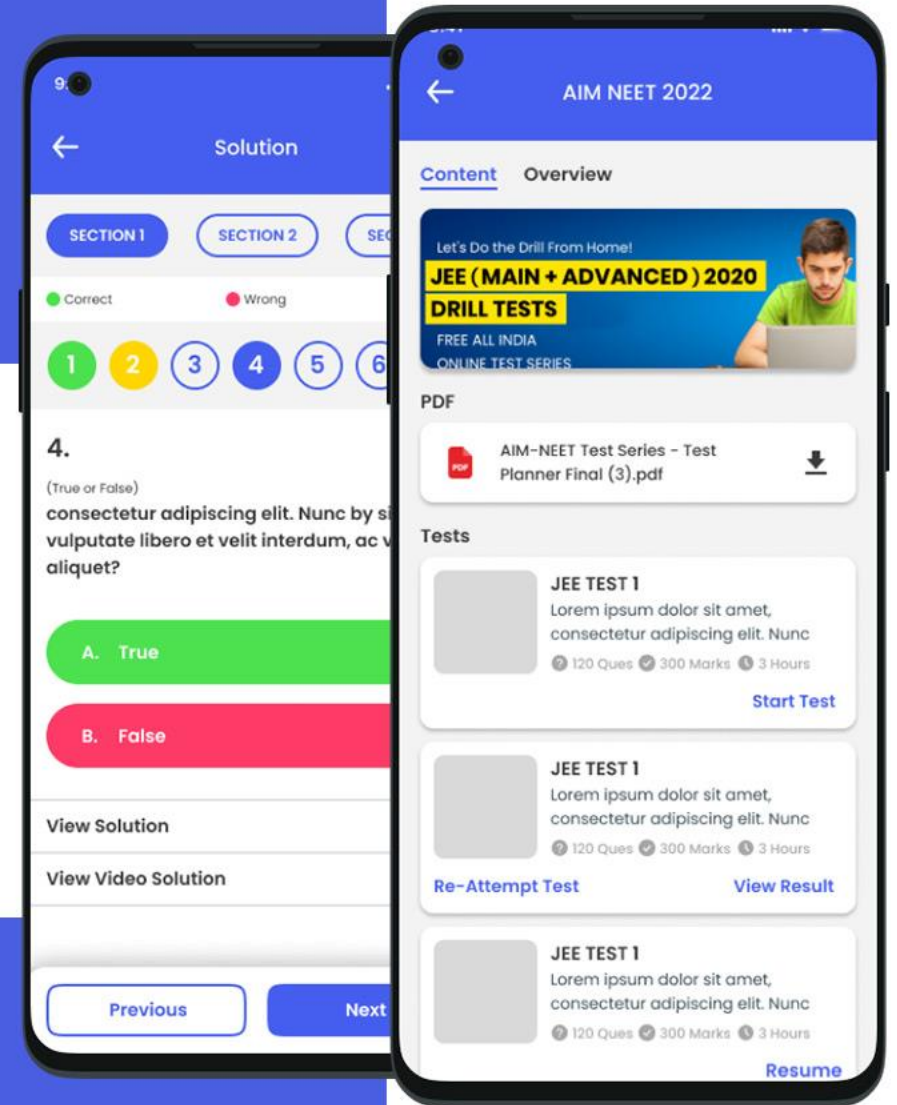 Solution
SECTION 1
SECTION 2
Correct
Wrong
1
2
3
4
5
6
4.
(True or False)
consectetur adipiscing elit. Nunc by
vulputate libero et velit interdum, ac
aliquet?
A. True
B. False
View Solution
View Video Solution
Previous
Next
AIM NEET 2022
Content
Overview
Let's Do the Drill From Home!
JEE ( MAIN + ADVANCED ) 2020
DRILL TESTS
FREE ALL INDIA
ONLINE TEST SERIES
PDF
PDF
AIM-NEET Test Series - Test
Planner Final (3).pdf
Tests
JEE TEST 1
Lorem ipsum dolor sit amet,
consectetur adipiscing elit. Nunc
120 Ques 300 Marks 3 Hours
Start Test
JEE TEST 1
Lorem ipsum dolor sit amet,
consectetur adipiscing elit. Nunc
120 Ques 300 Marks 3 Hours
Re-Attempt Test
View Result
JEE TEST 1
Lorem ipsum dolor sit amet,
consectetur adipiscing elit. Nunc
120 Ques 300 Marks 3 Hours
Resume